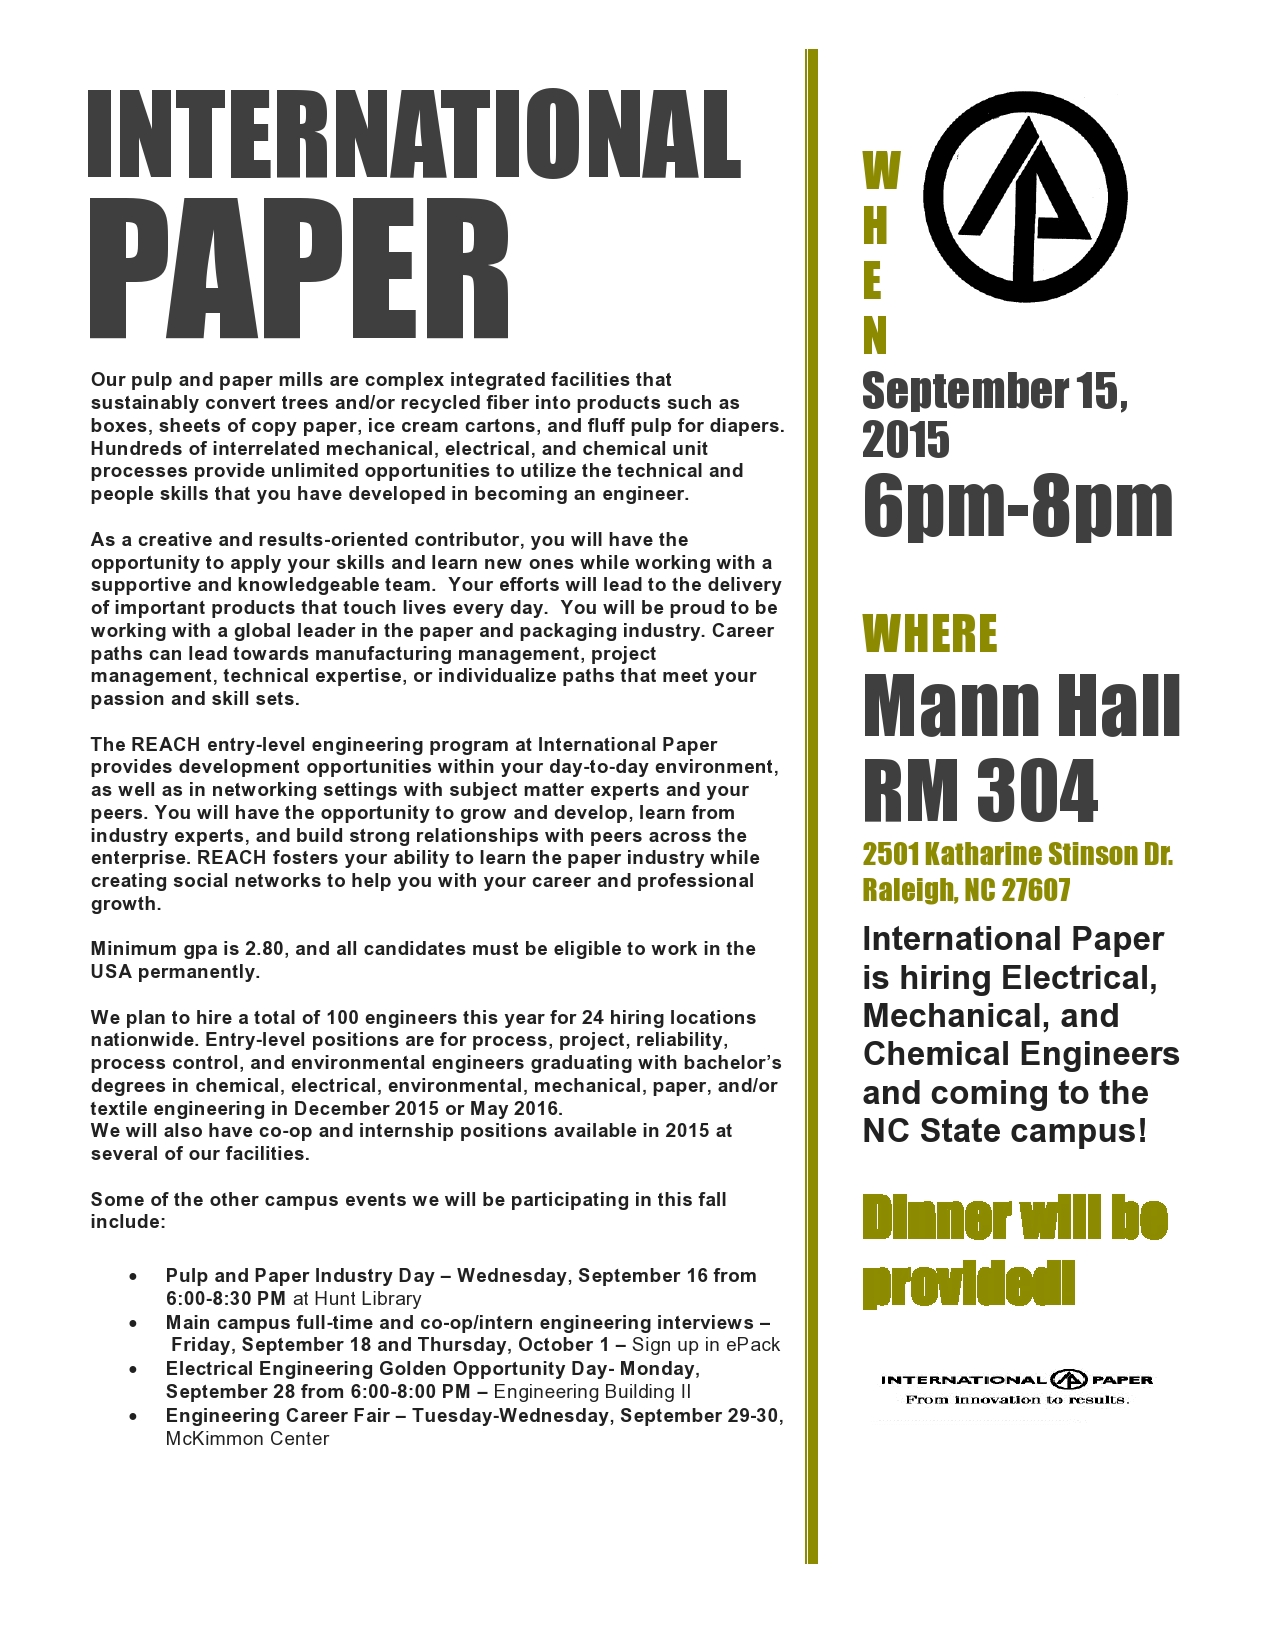 INTERNATIONAL
PAPER
Our pulp and paper mills are complex integrated facilities that
sustainably convert trees and/or recycled fiber into products such as
boxes, sheets of copy paper, ice cream cartons, and fluff pulp for diapers.
Hundreds of interrelated mechanical, electrical, and chemical unit
processes provide unlimited opportunities to utilize the technical and
people skills that you have developed in becoming an engineer.
As a creative and results-oriented contributor, you will have the
opportunity to apply your skills and learn new ones while working with a
supportive and knowledgeable team.  Your efforts will lead to the delivery
of important products that touch lives every day.  You will be proud to be
working with a global leader in the paper and packaging industry. Career
paths can lead towards manufacturing management, project
management, technical expertise, or individualize paths that meet your
passion and skill sets.
The REACH entry-level engineering program at International Paper
provides development opportunities within your day-to-day environment,
as well as in networking settings with subject matter experts and your
peers. You will have the opportunity to grow and develop, learn from
industry experts, and build strong relationships with peers across the
enterprise. REACH fosters your ability to learn the paper industry while
creating social networks to help you with your career and professional
growth.
Minimum gpa is 2.80, and all candidates must be eligible to work in the
USA permanently.
We plan to hire a total of 100 engineers this year for 24 hiring locations
nationwide. Entry-level positions are for process, project, reliability,
process control, and environmental engineers graduating with bachelor’s
degrees in chemical, electrical, environmental, mechanical, paper, and/or
textile engineering in December 2015 or May 2016.
We will also have co-op and internship positions available in 2015 at
several of our facilities.
Some of the other campus events we will be participating in this fall
include:
• Pulp and Paper Industry Day – Wednesday, September 16 from
6:00-8:30 PM at Hunt Library
• Main campus full-time and co-op/intern engineering interviews –
Friday, September 18 and Thursday, October 1 – Sign up in ePack
• Electrical Engineering Golden Opportunity Day- Monday,
September 28 from 6:00-8:00 PM – Engineering Building II
• Engineering Career Fair – Tuesday-Wednesday, September 29-30,
McKimmon Center
W
H
E
N
September 15,
2015
6pm-8pm
WHERE
Mann Hall
RM 304
2501 Katharine Stinson Dr.
Raleigh, NC 27607
International Paper
is hiring Electrical,
Mechanical, and
Chemical Engineers
and coming to the
NC State campus!
Dinner will be
provided!
INTERNATIONAL PAPER
From innovation to results.